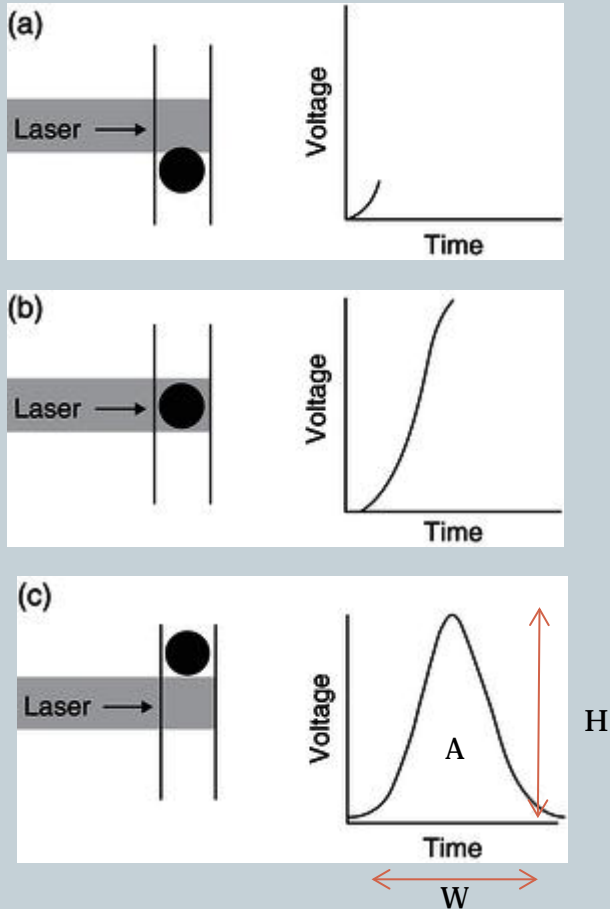 (a)
Laser
Voltage
Time
(b)
Laser
Voltage
Time
(c)
Laser
Voltage
A
H
Time
W